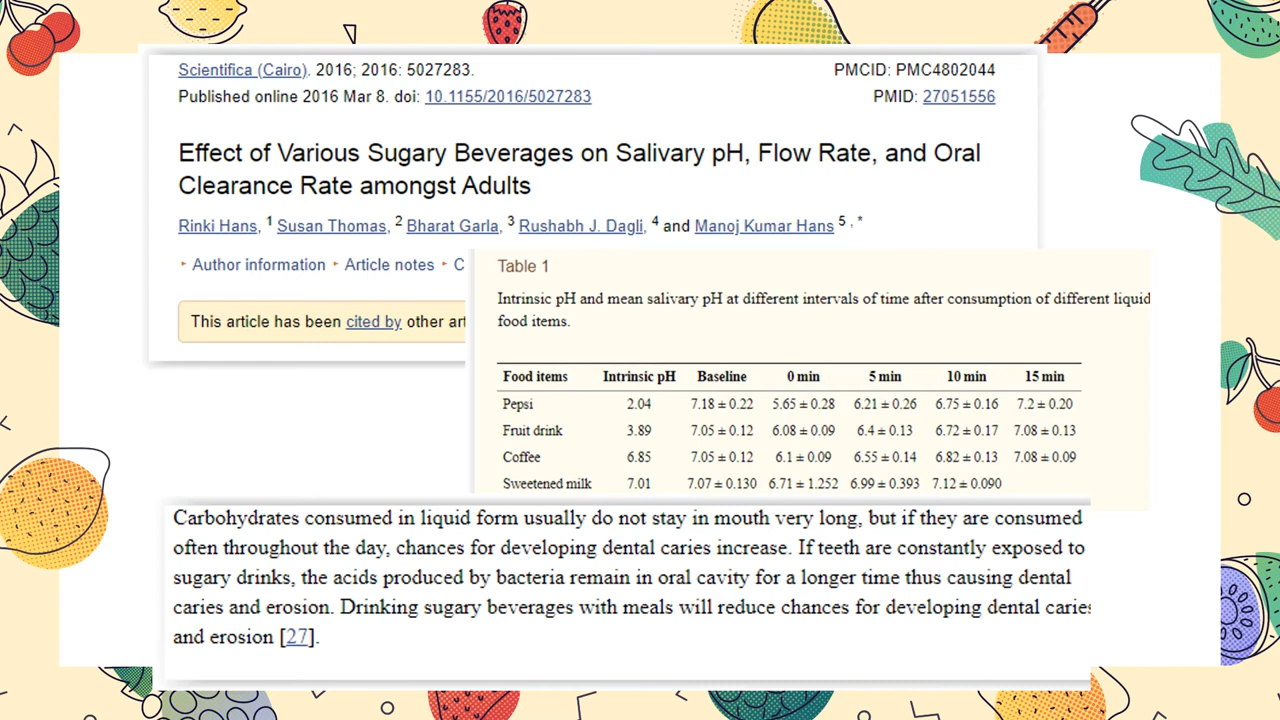 Scientifica (Cairo). 2016; 2016: 5027283.
PMCID: PMC4802044
Published online 2016 Mar 8. doi: 10.1155/2016/5027283
PMID: 27051556
Effect of Various Sugary Beverages on Salivary pH, Flow Rate, and Oral
Clearance Rate amongst Adults
Rinki Hans, 1 Susan Thomas, 2 Bharat Garla, 3 Rushabh J. Dagli, 4 and Manoj Kumar Hans 5 , *
▸ Author information ▸ Article notes ▸ C
This article has been cited by other art
Table 1
Intrinsic pH and mean salivary pH at different intervals of time after consumption of different liquid
food items.
Food items Intrinsic pH Baseline 0 min 5 min 10 min 15 min
Pepsi 2.04 7.18 ± 0.22 5.65 ± 0.28 6.21 ± 0.26 6.75 ± 0.16 7.2 ± 0.20
Fruit drink 3.89 7.05 ± 0.12 6.08 ± 0.09 6.4 ± 0.13 6.72 ± 0.17 7.08 ± 0.13
Coffee 6.85 7.05 ± 0.12 6.1 ± 0.09 6.55 ± 0.14 6.82 ± 0.13 7.08 ± 0.09
Sweetened milk 7.01 7.07 ± 0.130 6.71 ± 1.252 6.99 ± 0.393 7.12 ± 0.090
Carbohydrates consumed in liquid form usually do not stay in mouth very long, but if they are consumed
often throughout the day, chances for developing dental caries increase. If teeth are constantly exposed to
sugary drinks, the acids produced by bacteria remain in oral cavity for a longer time thus causing dental
caries and erosion. Drinking sugary beverages with meals will reduce chances for developing dental caries
and erosion [27].